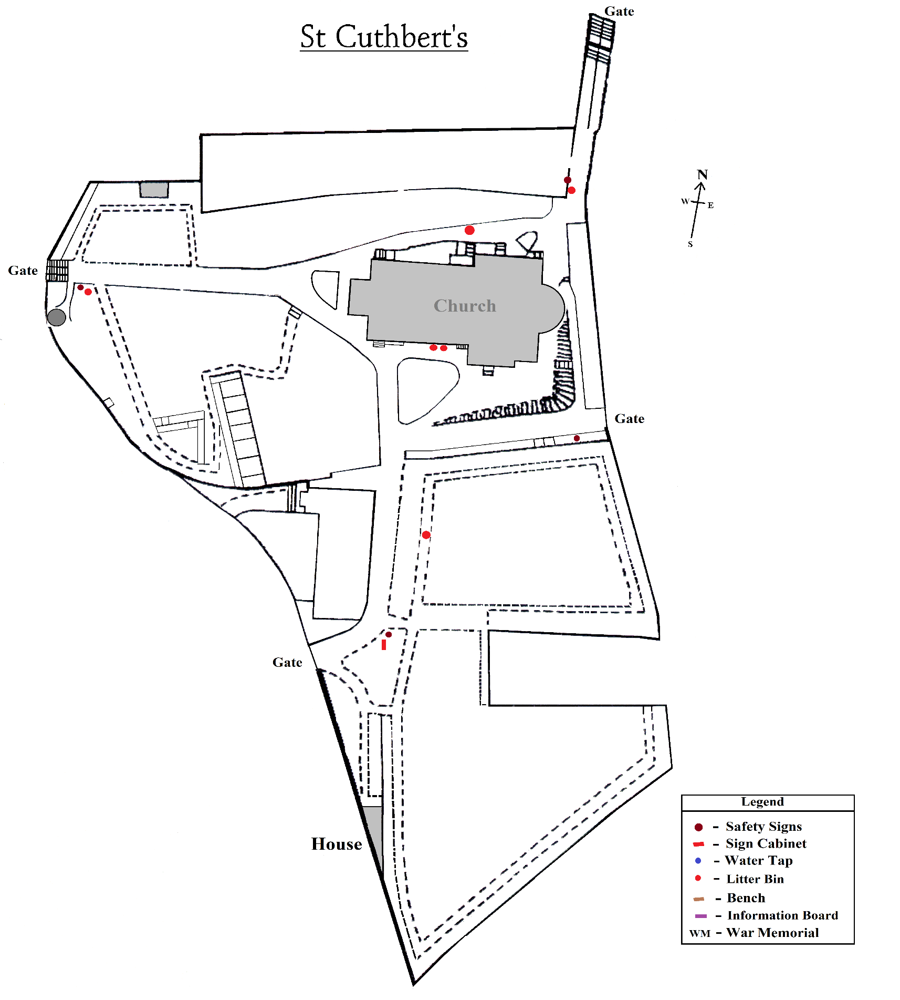 Gate
St Cuthbert's
N
W
E
S
Gate
Church
Gate
Gate
House
Legend
- Safety Signs
- Sign Cabinet
- Water Tap
- Litter Bin
- Bench
- Information Board
WM - War Memorial